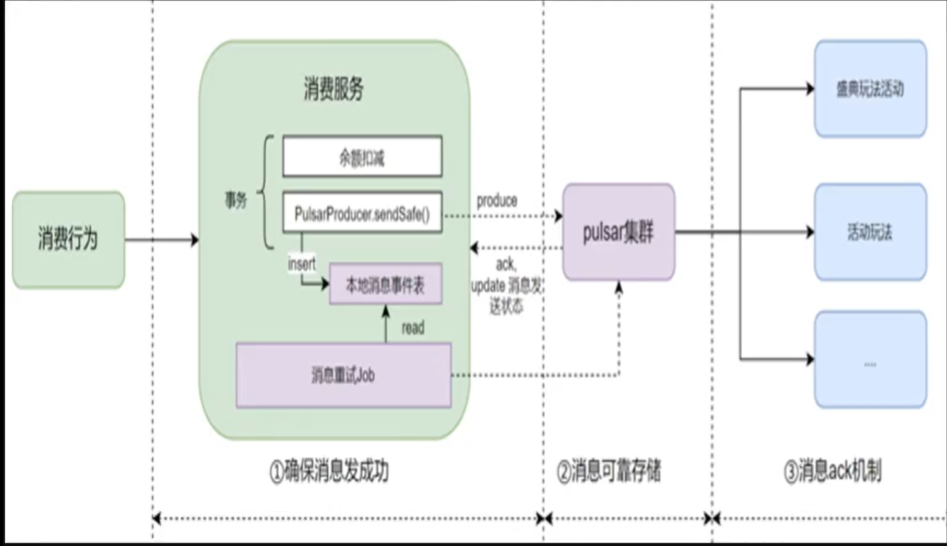 消费行为
消费服务
事务
余额扣减
PulsarProducer.sendSafe()
insert
本地消息事件表
read
消息重试Job
produce
ack,
update 消息发
送状态
pulsar集群
盛典玩法活动
活动玩法
....
①确保消息发成功
②消息可靠存储
③消息ack机制